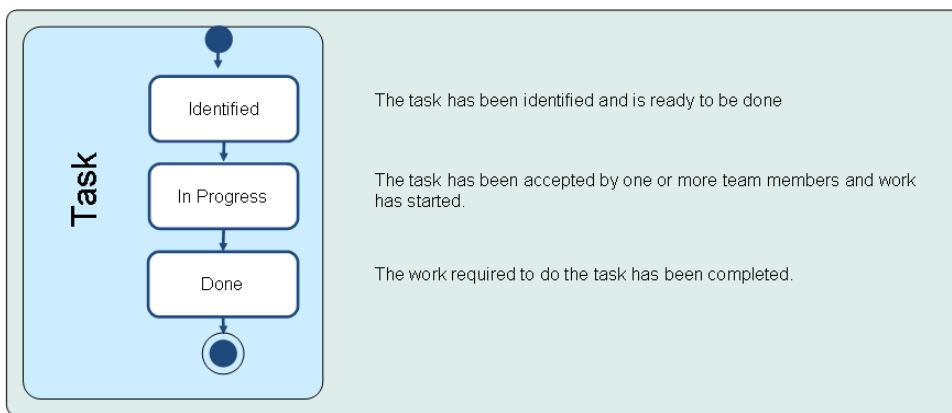 Task
Identified
The task has been identified and is ready to be done
In Progress
The task has been accepted by one or more team members and work
has started.
Done
The work required to do the task has been completed.